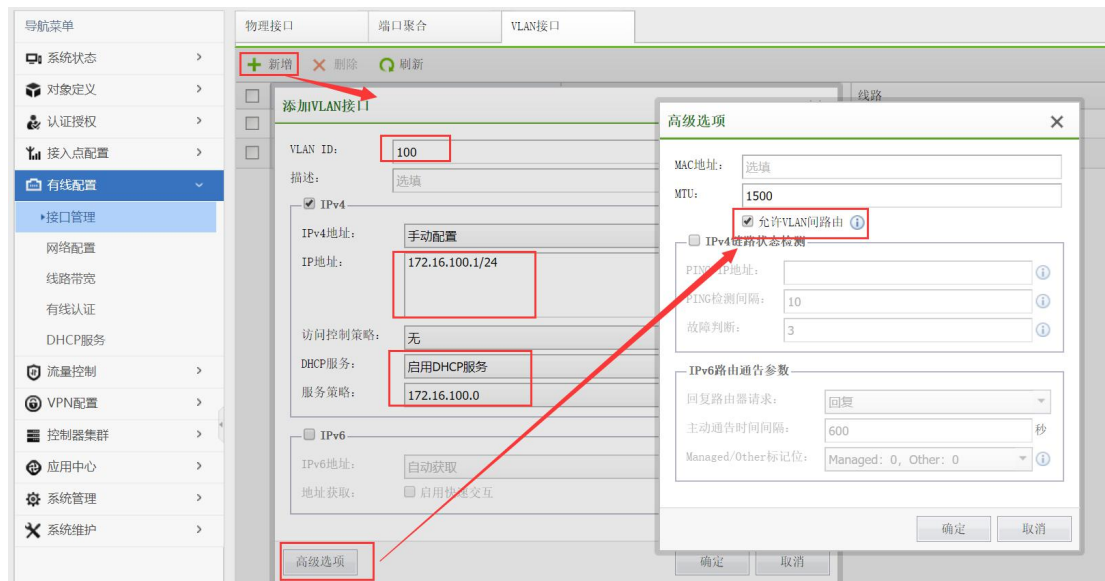 导航菜单
系统状态
对象定义
认证授权
接入点配置
有线配置
接口管理
网络配置
线路带宽
有线认证
DHCP服务
流量控制
VPN配置
控制器集群
应用中心
系统管理
系统维护
物理接口 端口聚合 VLAN接口
新增 删除 刷新
线路
添加VLAN接口
VLAN ID: 100
描述: 选填
IPv4
IPv4地址: 手动配置
IP地址: 172.16.100.1/24
访问控制策略: 无
DHCP服务: 启用DHCP服务
服务策略: 172.16.100.0
IPv6
IPv6地址: 自动获取
地址获取: 启用快速交互
高级选项 确定 取消
高级选项
MAC地址: 选填
MTU: 1500
允许VLAN间路由
IPv4链路状态检测
PING IP地址:
PING检测间隔: 10
故障判断: 3
IPv6路由通告参数
回复路由器请求: 回复
主动通告时间间隔: 600 秒
Managed/Other标记位: Managed: 0, Other: 0
确定 取消